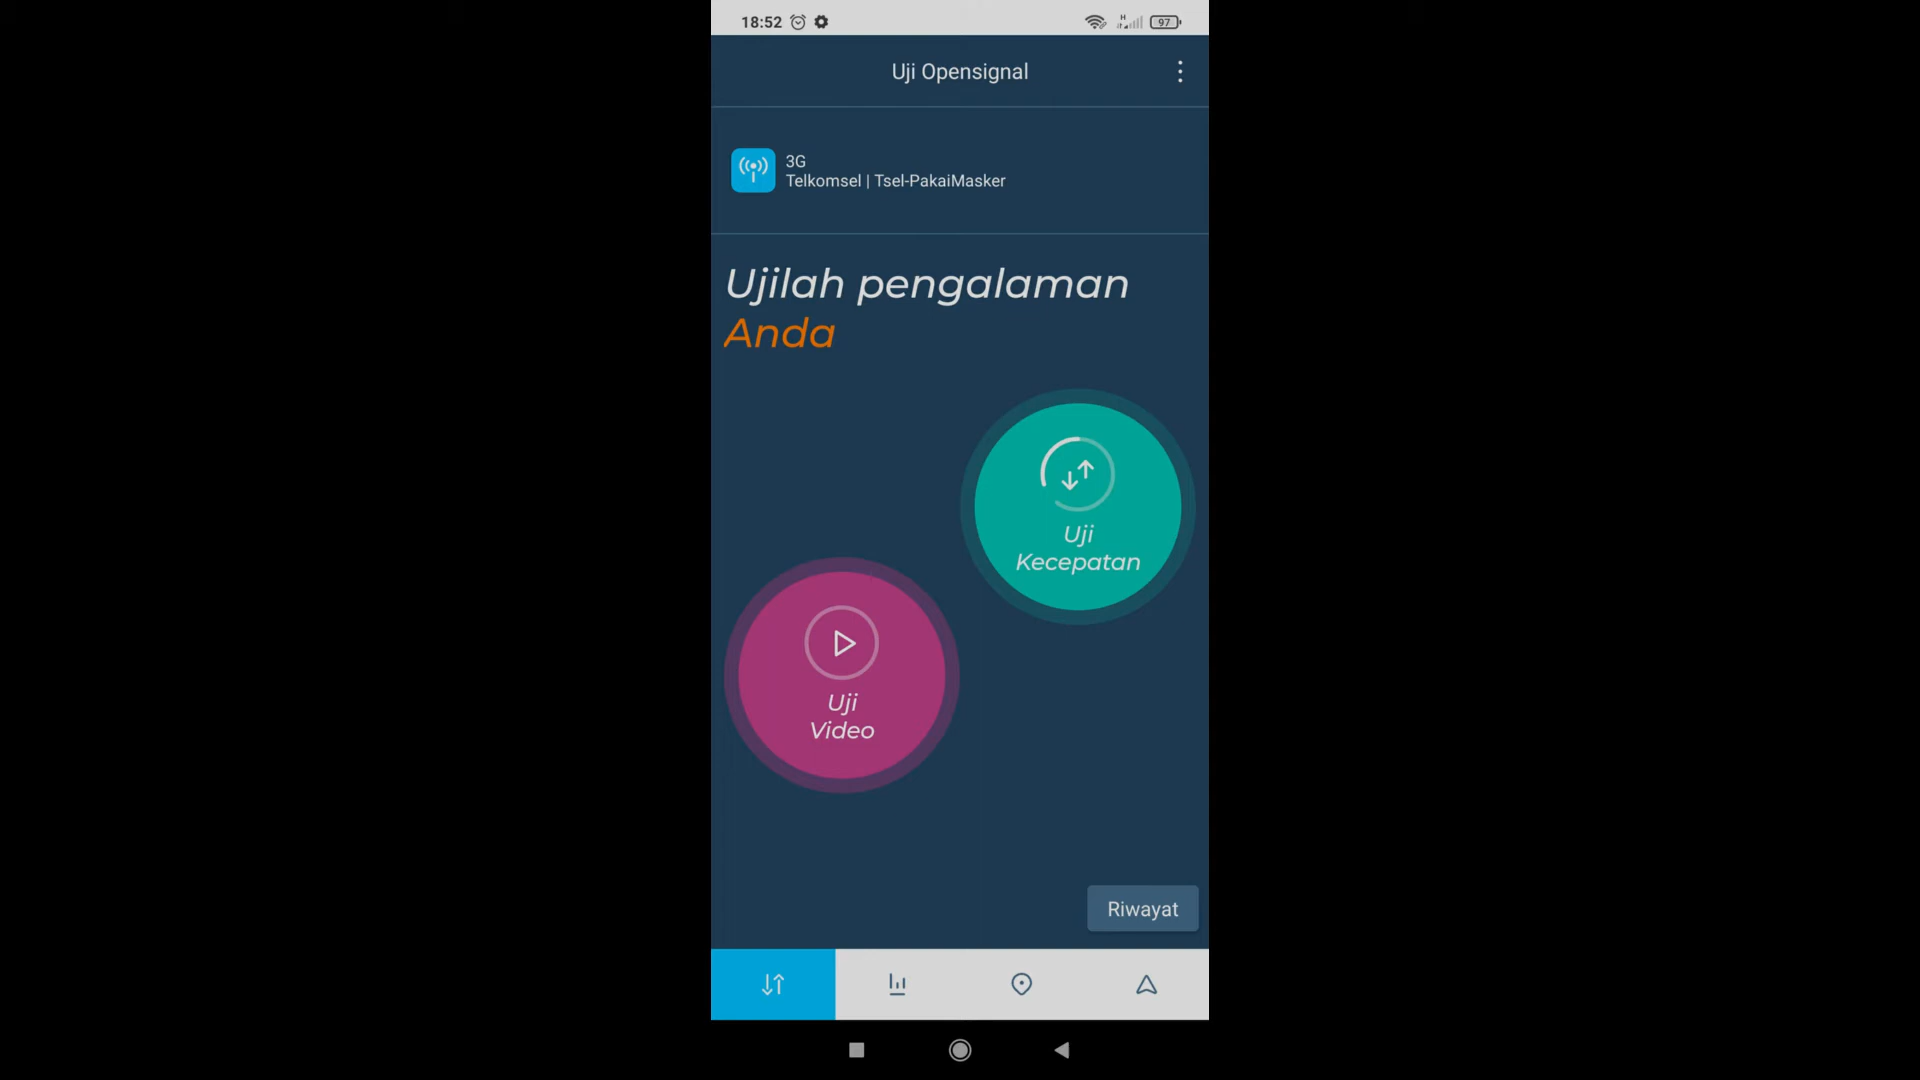 18:52
H
97
Uji Opensignal
3G
Telkomsel | Tsel-PakaiMasker
Ujilah pengalaman
Anda
Uji
Kecepatan
Uji
Video
Riwayat